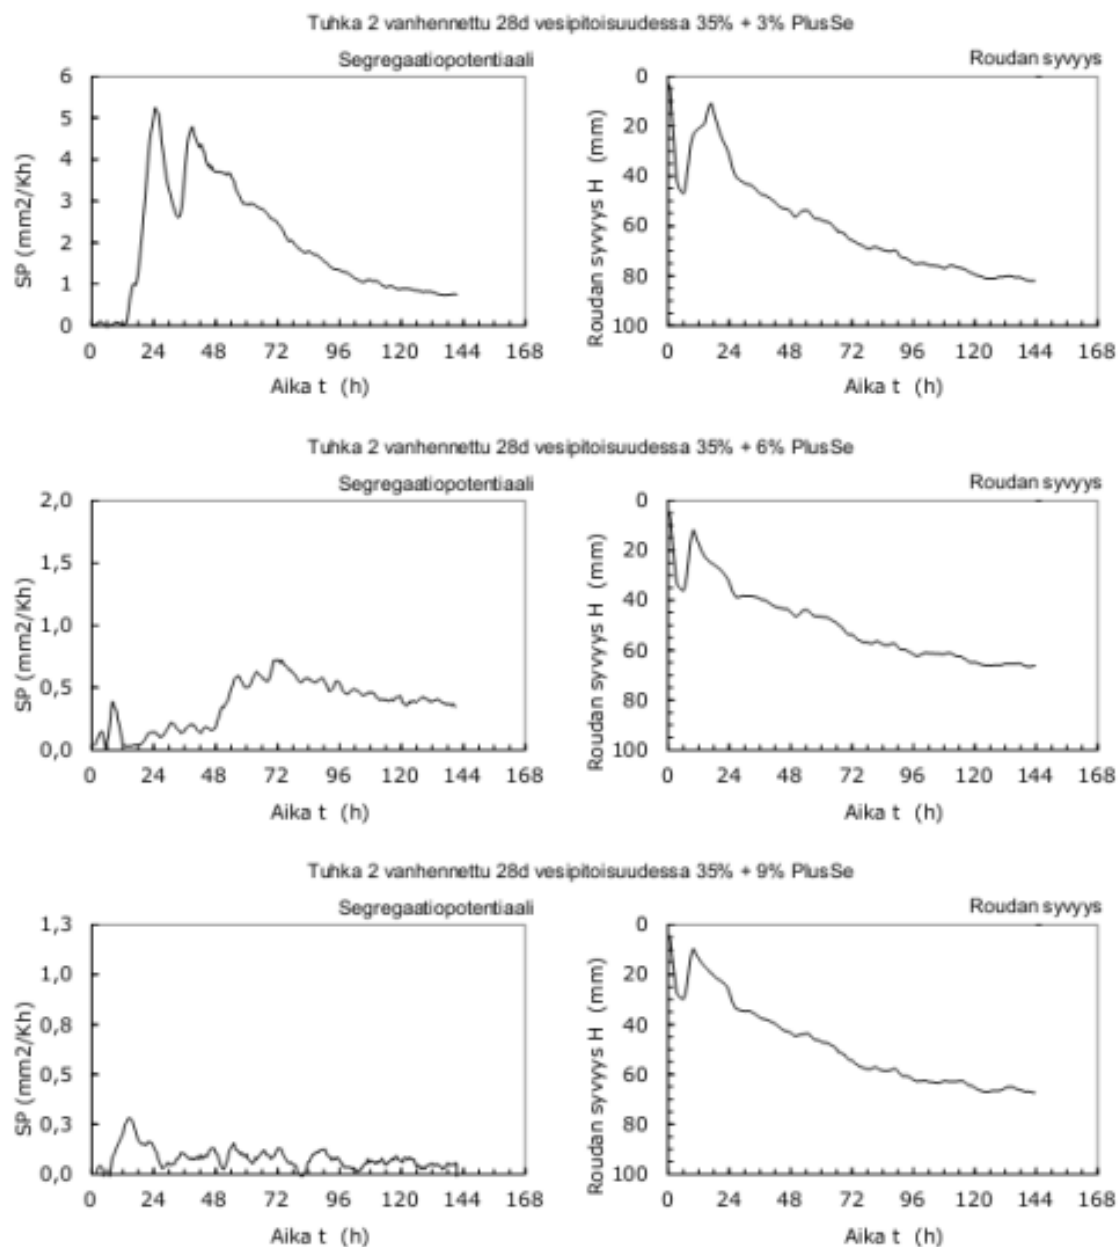 Tuhka 2 vanhennettu 28d vesipitoisuudessa 35% + 3% PlusSe
Segregaatiopotentiaali
6
5
4
3
2
1
0
SP (mm2/Kh)
0 24 48 72 96 120 144 168
Aika t (h)
Roudan syvyys
0
20
40
60
80
100
Roudan syvyys H (mm)
0 24 48 72 96 120 144 168
Aika t (h)
Tuhka 2 vanhennettu 28d vesipitoisuudessa 35% + 6% PlusSe
Segregaatiopotentiaali
2,0
1,5
1,0
0,5
0,0
SP (mm2/Kh)
0 24 48 72 96 120 144 168
Aika t (h)
Roudan syvyys
0
20
40
60
80
100
Roudan syvyys H (mm)
0 24 48 72 96 120 144 168
Aika t (h)
Tuhka 2 vanhennettu 28d vesipitoisuudessa 35% + 9% PlusSe
Segregaatiopotentiaali
1,3
1,0
0,8
0,5
0,3
0,0
SP (mm2/Kh)
0 24 48 72 96 120 144 168
Aika t (h)
Roudan syvyys
0
20
40
60
80
100
Roudan syvyys H (mm)
0 24 48 72 96 120 144 168
Aika t (h)